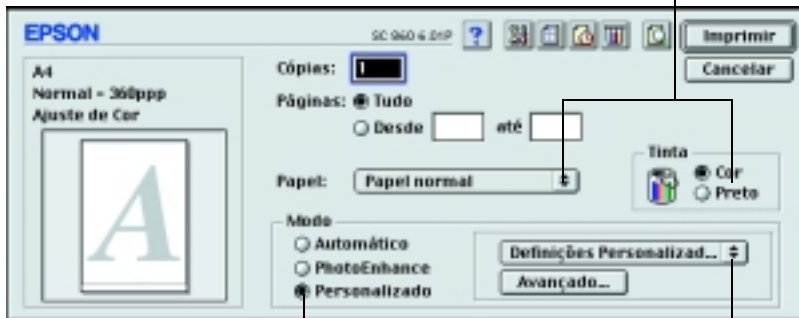 EPSON
SC 960 6.01P
?
Imprimir
Cancelar
A4
Normal - 360ppp
Ajuste de Cor
A
Cópias: 1
Páginas: Tudo
Desde até
Papel: Papel normal
Tinta
Cor
Preto
Modo
Automático
PhotoEnhance
Personalizado
Definições Personalizad...
Avançado...